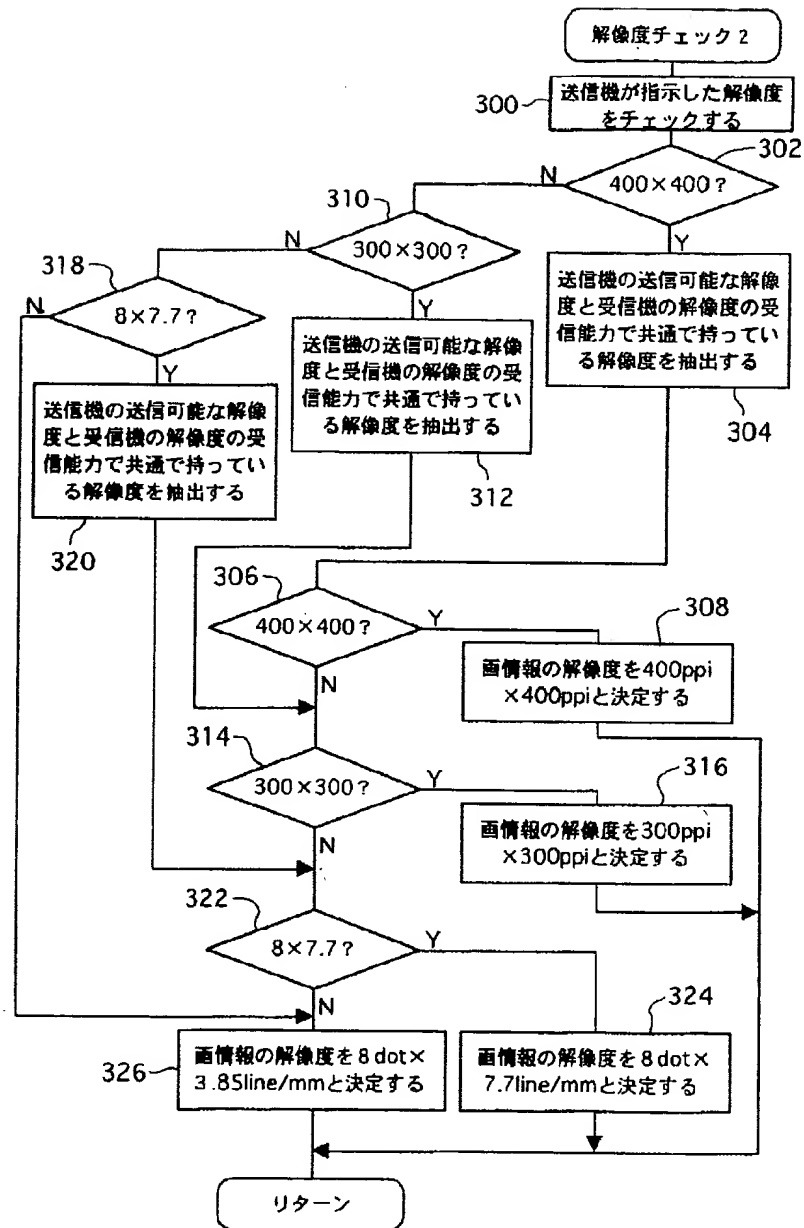 解像度チェック2
300
送信機が指示した解像度
をチェックする
302
400×400?
N
Y
310
300×300?
N
Y
318
8×7.7?
N
Y
送信機の送信可能な解像
度と受信機の解像度の受
信能力で共通で持ってい
る解像度を抽出する
304
送信機の送信可能な解像
度と受信機の解像度の受
信能力で共通で持ってい
る解像度を抽出する
312
送信機の送信可能な解像
度と受信機の解像度の受
信能力で共通で持ってい
る解像度を抽出する
320
306
400×400?
Y
N
308
画情報の解像度を400ppi
×400ppiと決定する
314
300×300?
Y
N
316
画情報の解像度を300ppi
×300ppiと決定する
322
8×7.7?
Y
N
324
画情報の解像度を8dot×
7.7line/mmと決定する
326
画情報の解像度を8dot×
3.85line/mmと決定する
リターン